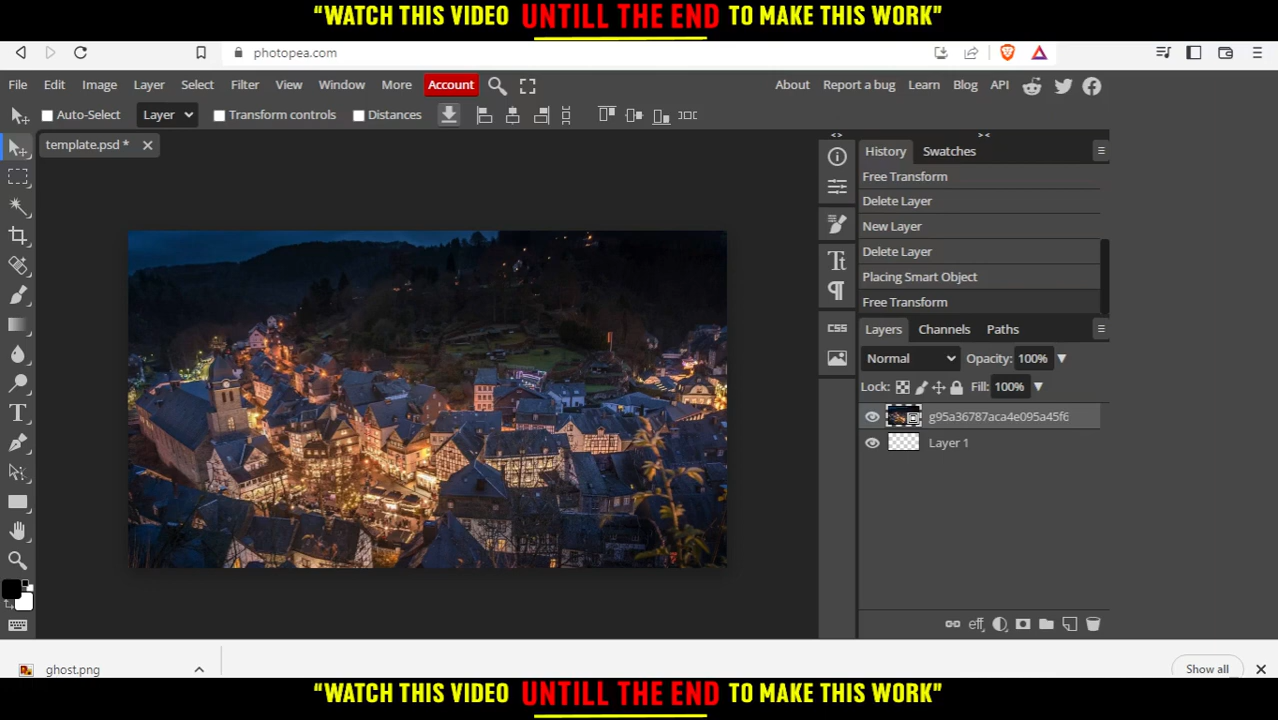 “WATCH THIS VIDEO UNTILL THE END TO MAKE THIS WORK”
photopea.com
File Edit Image Layer Select Filter View Window More Account About Report a bug Learn Blog API
Auto-Select Layer Transform controls Distances
template.psd *
History Swatches
Free Transform
Delete Layer
New Layer
Delete Layer
Placing Smart Object
Free Transform
Layers Channels Paths
Normal Opacity: 100%
Lock: Fill: 100%
g95a36787aca4e095a45f6
Layer 1
eff
CSS
ghost.png
Show all
“WATCH THIS VIDEO UNTILL THE END TO MAKE THIS WORK”